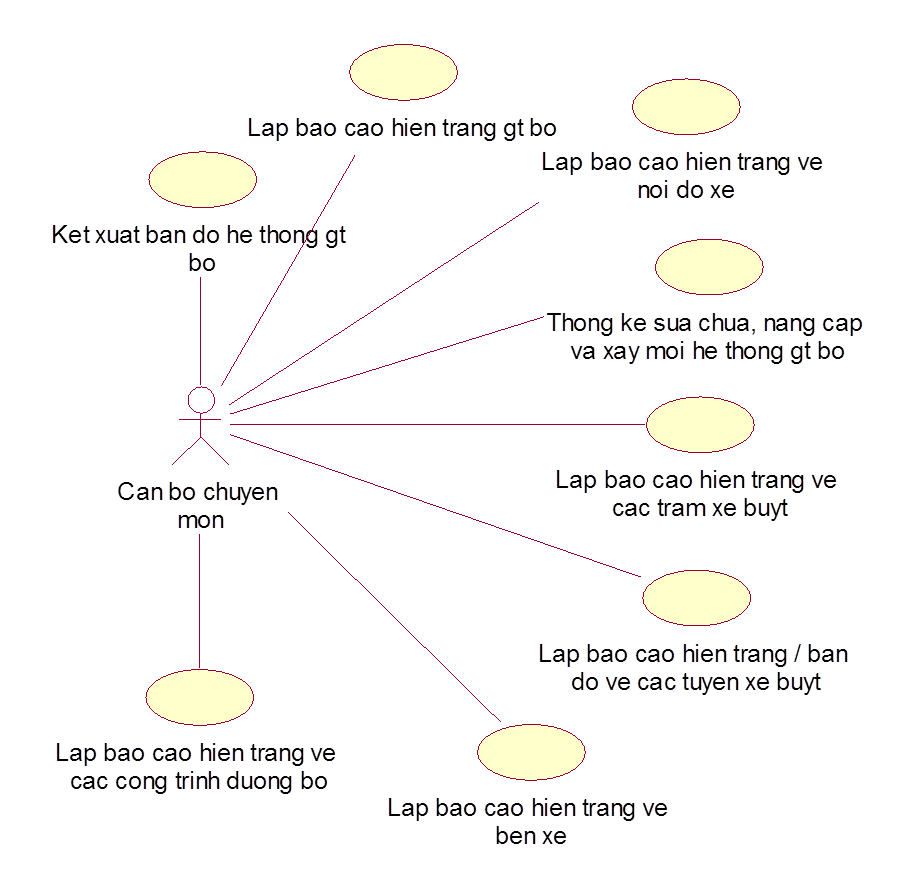 Lap bao cao hien trang gt bo
Lap bao cao hien trang ve
noi do xe
Ket xuat ban do he thong gt
bo
Thong ke sua chua, nang cap
va xay moi he thong gt bo
Lap bao cao hien trang ve
cac tram xe buyt
Can bo chuyen
mon
Lap bao cao hien trang / ban
do ve cac tuyen xe buyt
Lap bao cao hien trang ve
cac cong trinh duong bo
Lap bao cao hien trang ve
ben xe